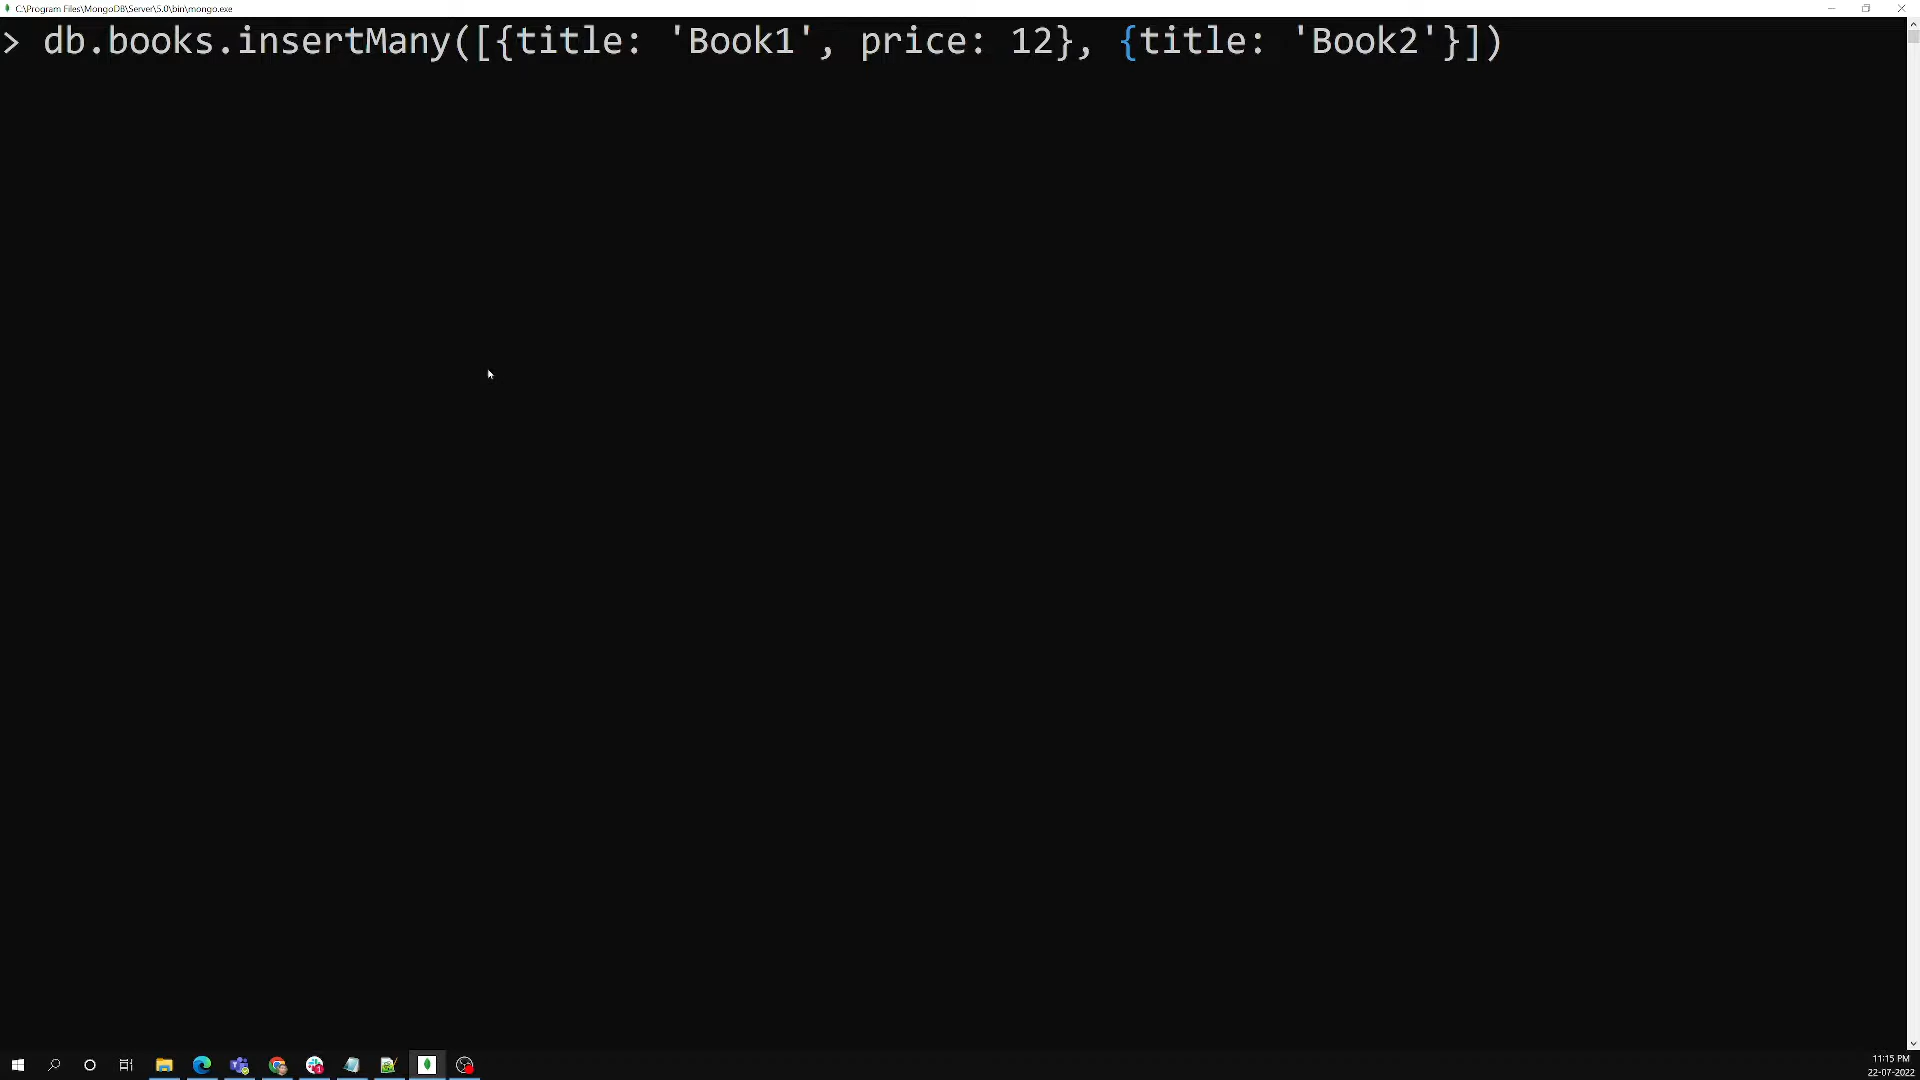 C:\Program Files\MongoDB\Server\5.0\bin\mongo.exe
> db.books.insertMany([{title: 'Book1', price: 12}, {title: 'Book2'}])
11:15 PM
22-07-2022